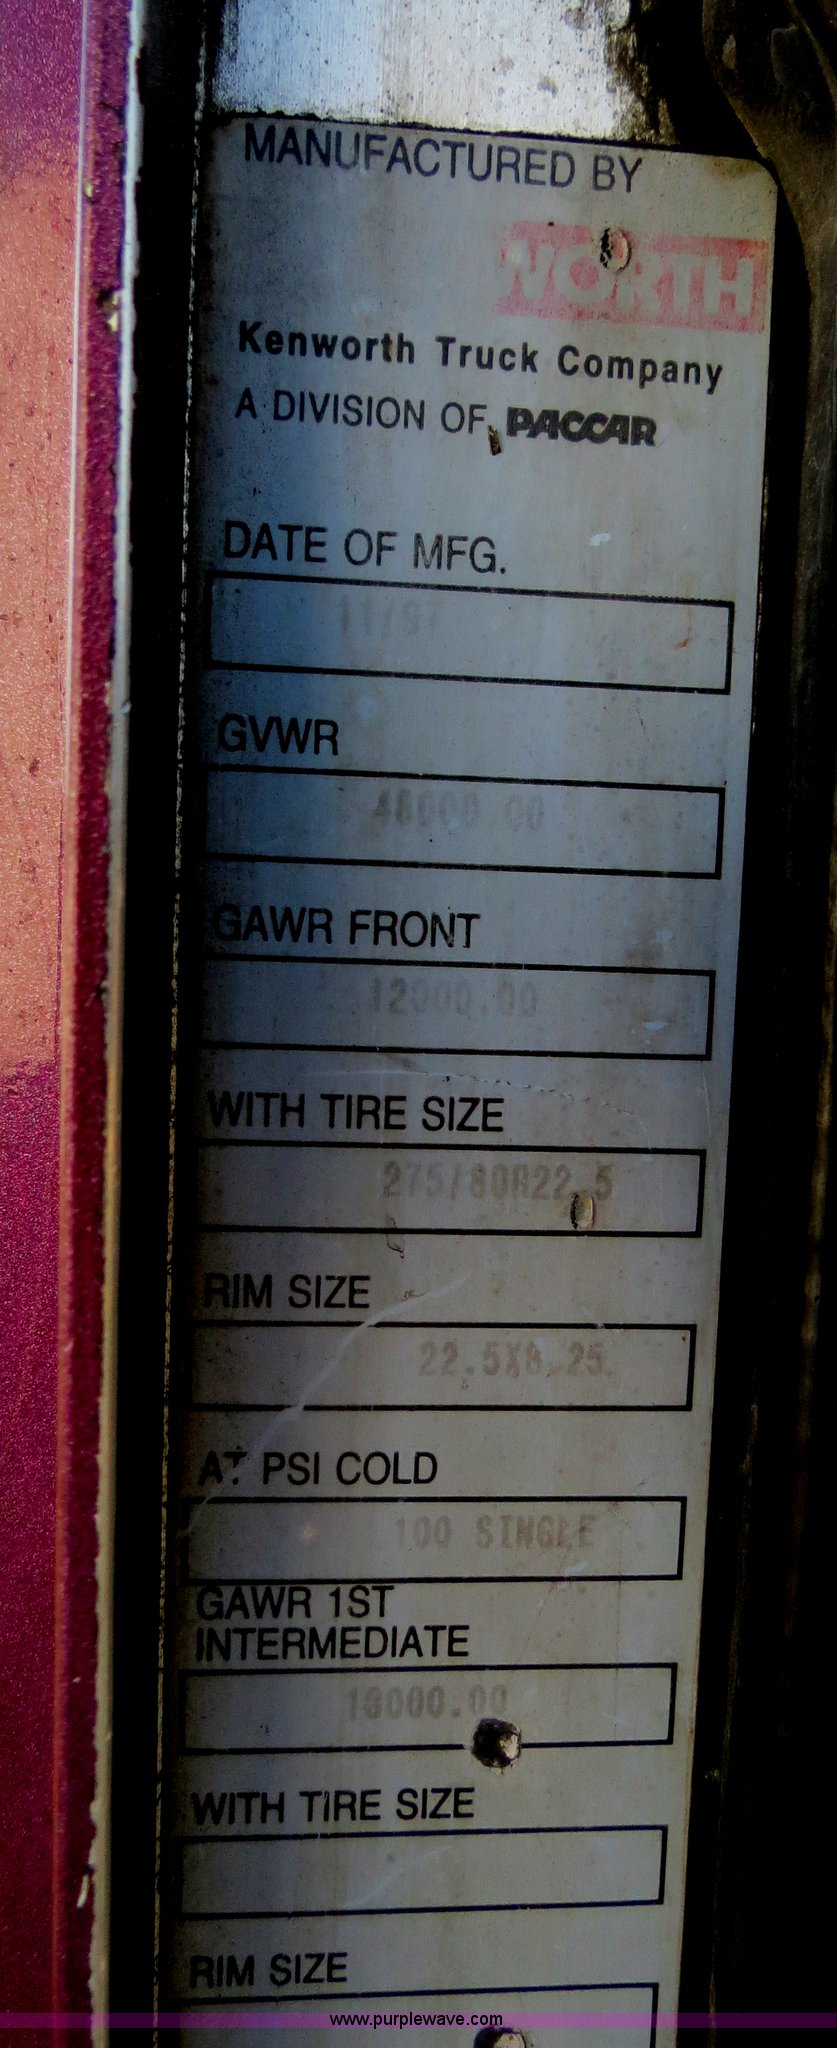 MANUFACTURED BY
WORTH
Kenworth Truck Company
A DIVISION OF PACCAR
DATE OF MFG.
11/97
GVWR
48000.00
GAWR FRONT
12000.00
WITH TIRE SIZE
275/80R22.5
RIM SIZE
22.5X8.25
AT PSI COLD
100 SINGLE
GAWR 1ST
INTERMEDIATE
18000.00
WITH TIRE SIZE
RIM SIZE
www.purplewave.com